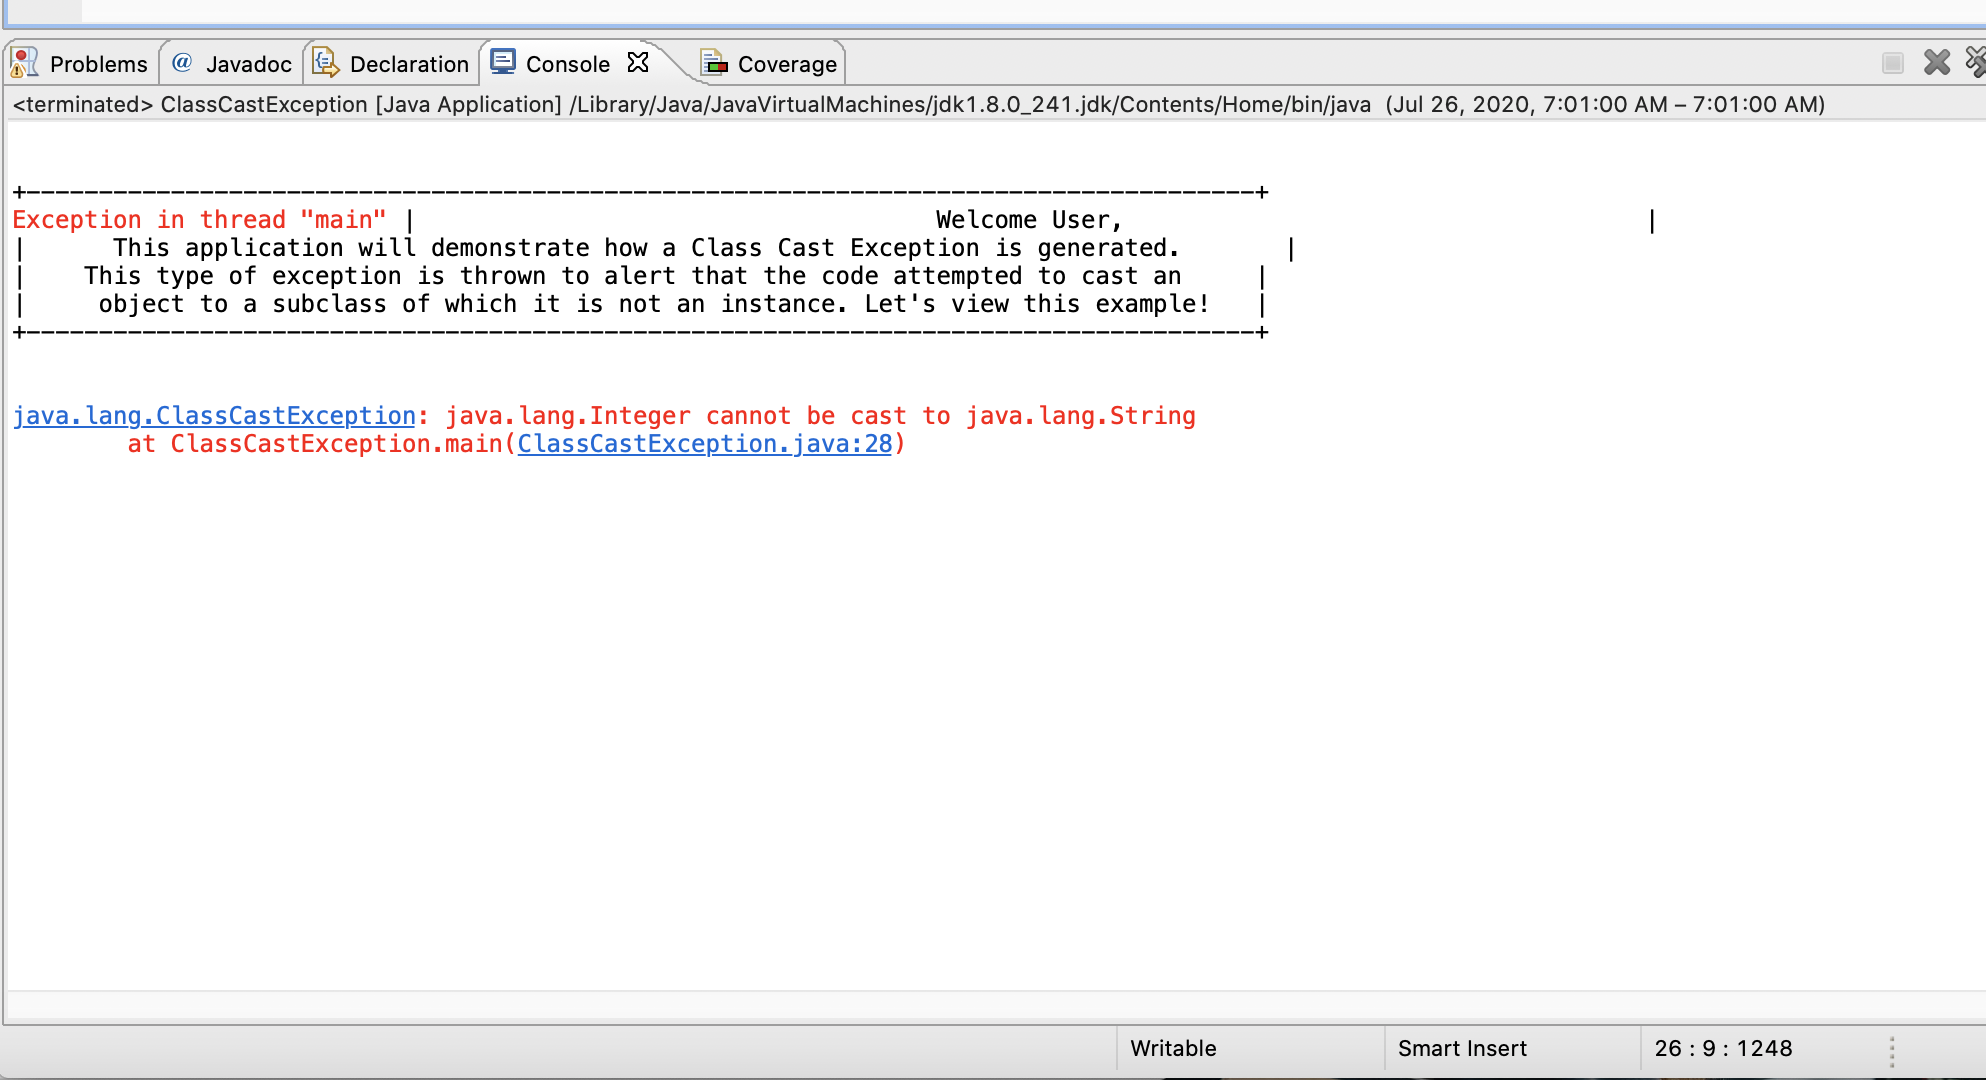 Problems @ Javadoc Declaration Console Coverage
<terminated> ClassCastException [Java Application] /Library/Java/JavaVirtualMachines/jdk1.8.0_241.jdk/Contents/Home/bin/java (Jul 26, 2020, 7:01:00 AM – 7:01:00 AM)
+-------------------------------------------------------------------------------------+
Exception in thread "main" |                                    Welcome User,                                     |
|      This application will demonstrate how a Class Cast Exception is generated.       |
|    This type of exception is thrown to alert that the code attempted to cast an     |
|     object to a subclass of which it is not an instance. Let's view this example!   |
+-------------------------------------------------------------------------------------+
java.lang.ClassCastException: java.lang.Integer cannot be cast to java.lang.String
	at ClassCastException.main(ClassCastException.java:28)
Writable Smart Insert 26 : 9 : 1248